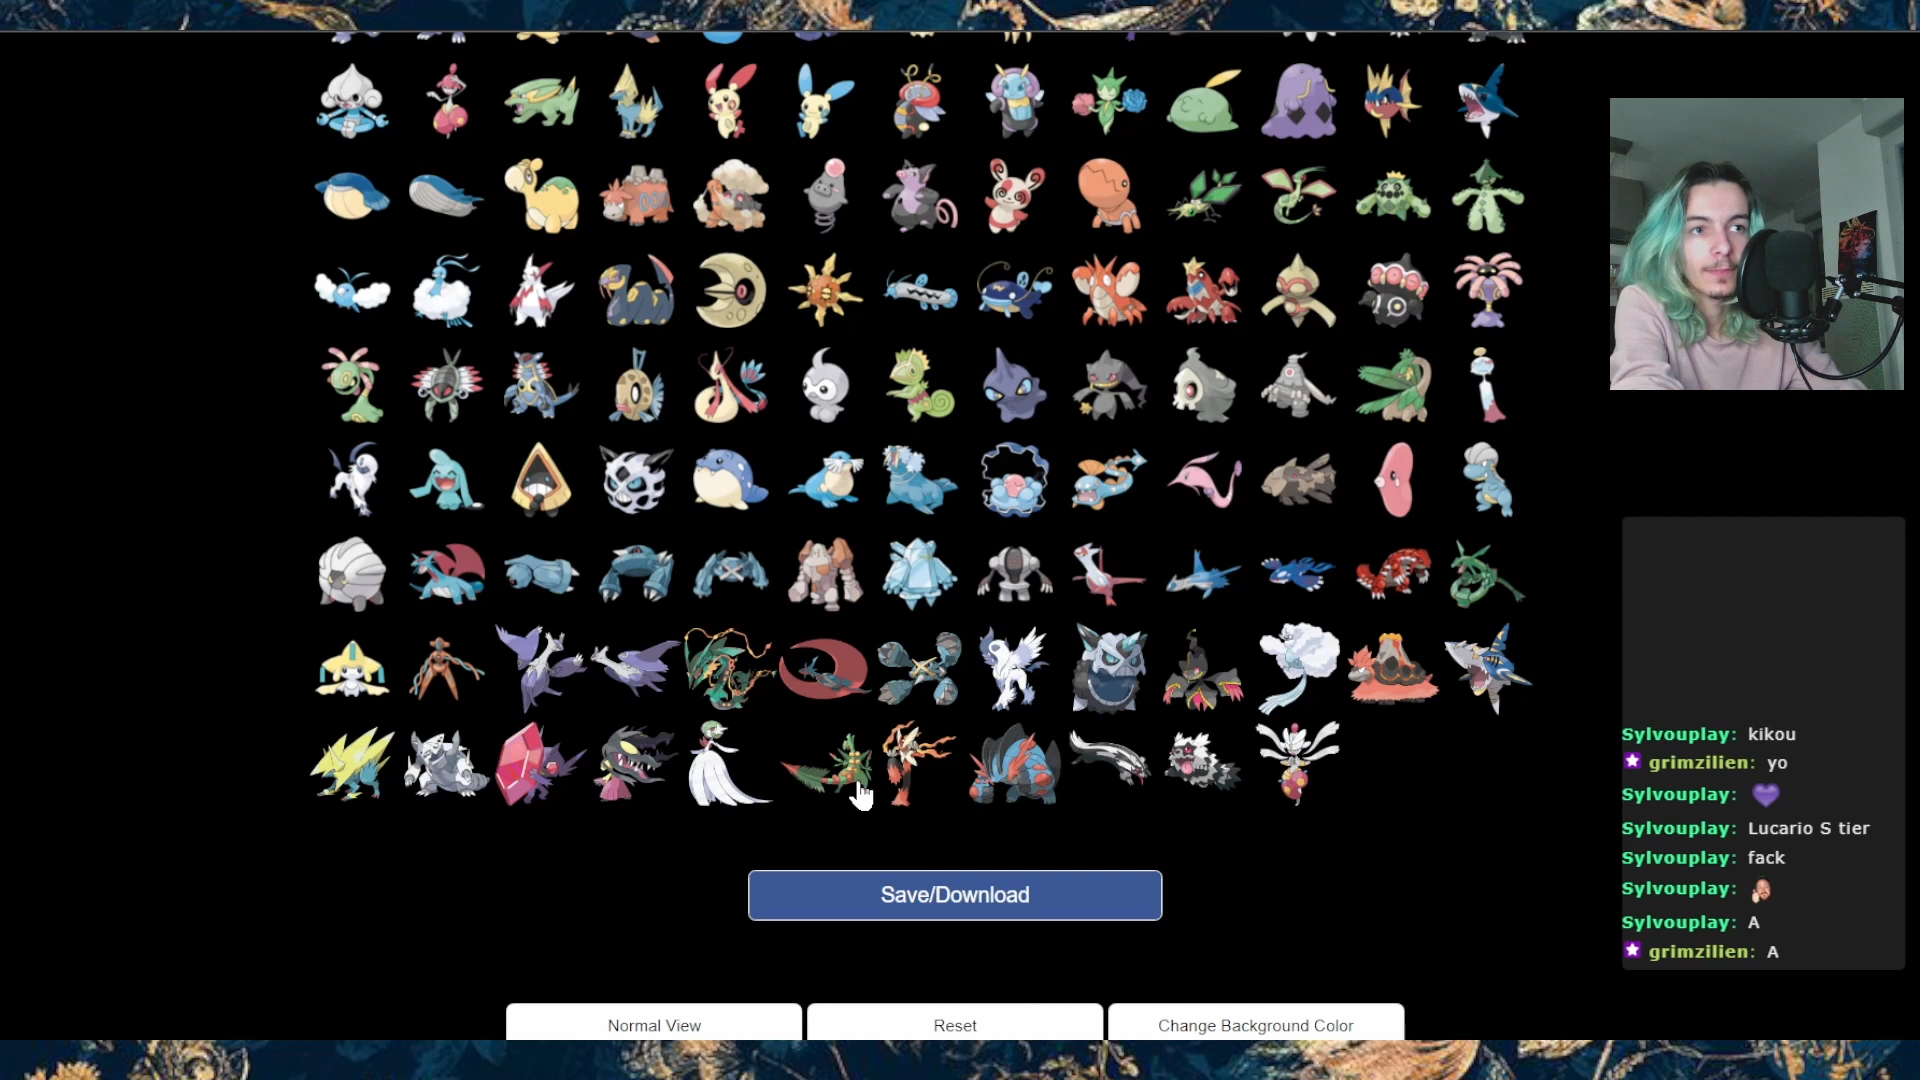 Save/Download
Normal View
Reset
Change Background Color
Sylvouplay: kikou
grimzilien: yo
Sylvouplay:
Sylvouplay: Lucario S tier
Sylvouplay: fack
Sylvouplay:
Sylvouplay: A
grimzilien: A